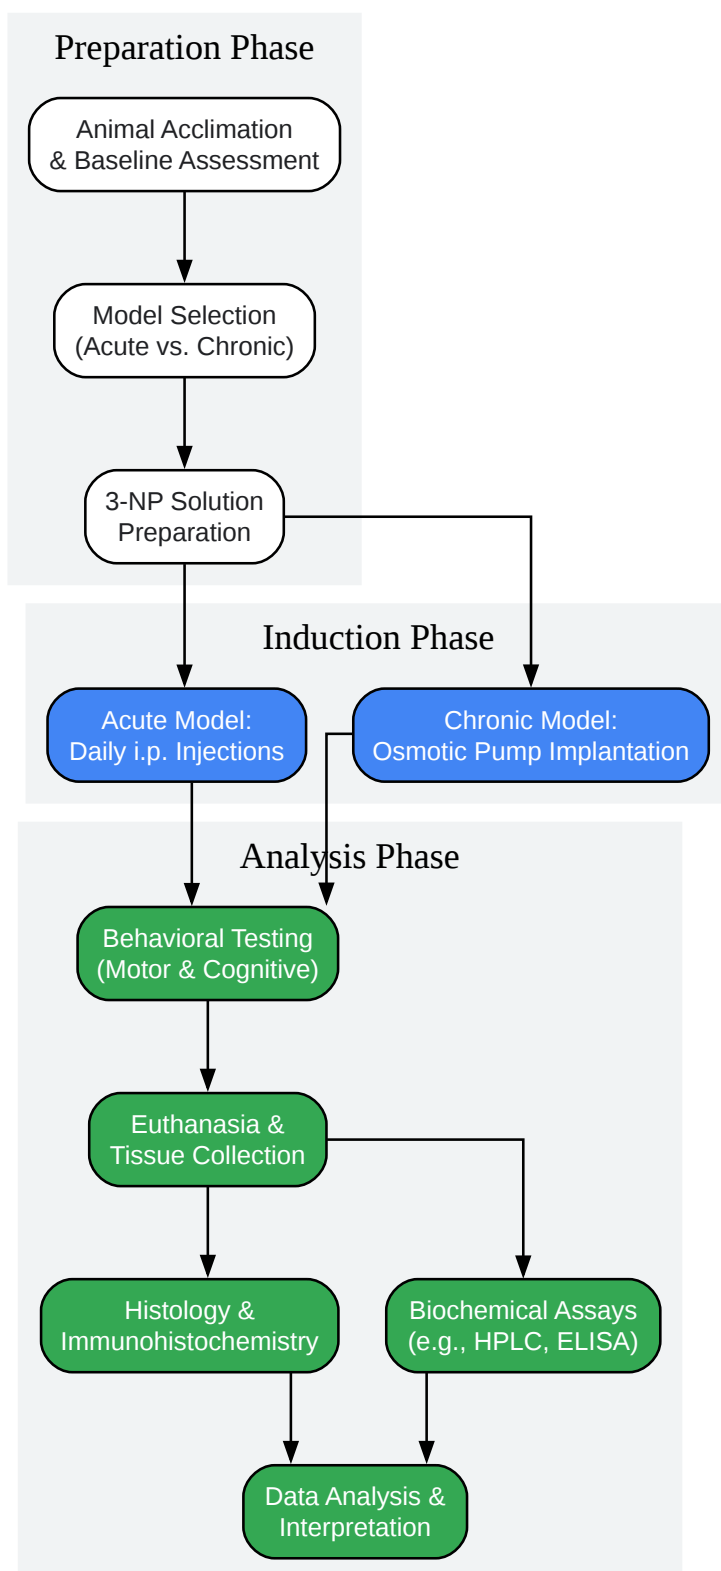 Preparation Phase
Animal Acclimation
& Baseline Assessment
Model Selection
(Acute vs. Chronic)
3-NP Solution
Preparation
Induction Phase
Acute Model:
Daily i.p. Injections
Chronic Model:
Osmotic Pump Implantation
Analysis Phase
Behavioral Testing
(Motor & Cognitive)
Euthanasia &
Tissue Collection
Histology &
Immunohistochemistry
Biochemical Assays
(e.g., HPLC, ELISA)
Data Analysis &
Interpretation